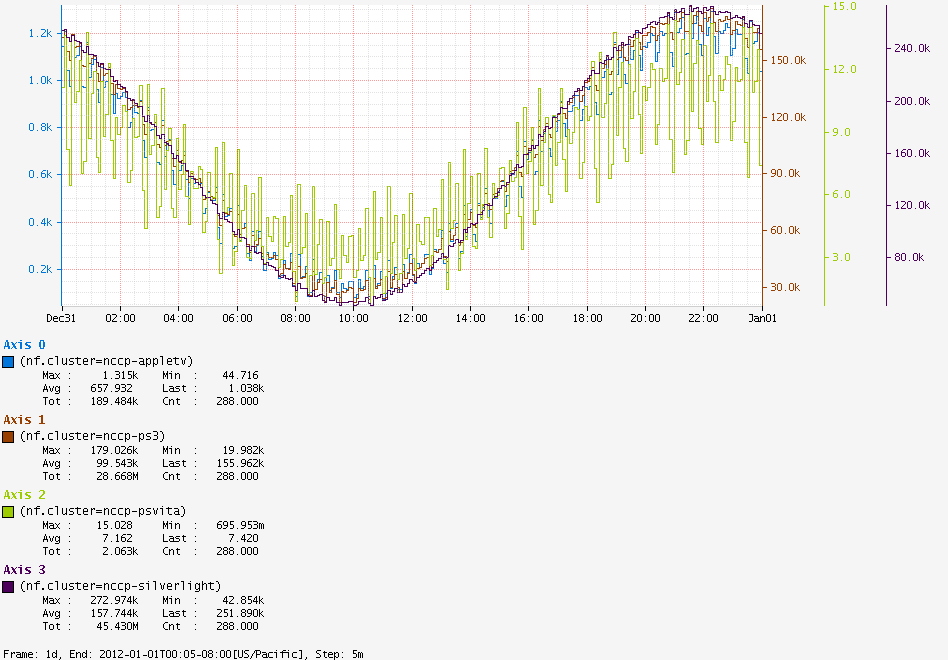 1.2k
1.0k
0.8k
0.6k
0.4k
0.2k
150.0k
120.0k
90.0k
60.0k
30.0k
15.0
12.0
9.0
6.0
3.0
240.0k
200.0k
160.0k
120.0k
80.0k
Dec31 02:00 04:00 06:00 08:00 10:00 12:00 14:00 16:00 18:00 20:00 22:00 Jan01
Axis 0
(nf.cluster=nccp-appletv)
Max : 1.315k Min : 44.716
Avg : 657.932 Last : 1.038k
Tot : 189.484k Cnt : 288.000
Axis 1
(nf.cluster=nccp-ps3)
Max : 179.026k Min : 19.982k
Avg : 99.543k Last : 155.962k
Tot : 28.668M Cnt : 288.000
Axis 2
(nf.cluster=nccp-psvita)
Max : 15.028 Min : 695.953m
Avg : 7.162 Last : 7.420
Tot : 2.063k Cnt : 288.000
Axis 3
(nf.cluster=nccp-silverlight)
Max : 272.974k Min : 42.854k
Avg : 157.744k Last : 251.890k
Tot : 45.430M Cnt : 288.000
Frame: 1d, End: 2012-01-01T00:05-08:00[US/Pacific], Step: 5m